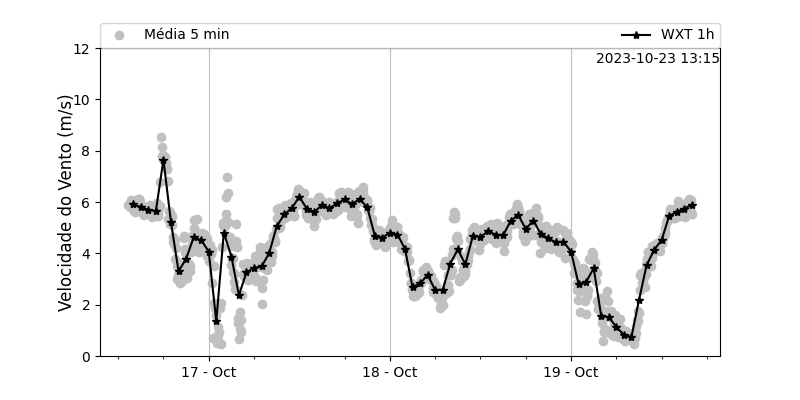 Média 5 min
WXT 1h
2023-10-23 13:15
Velocidade do Vento (m/s)
12
10
8
6
4
2
0
17 - Oct
18 - Oct
19 - Oct